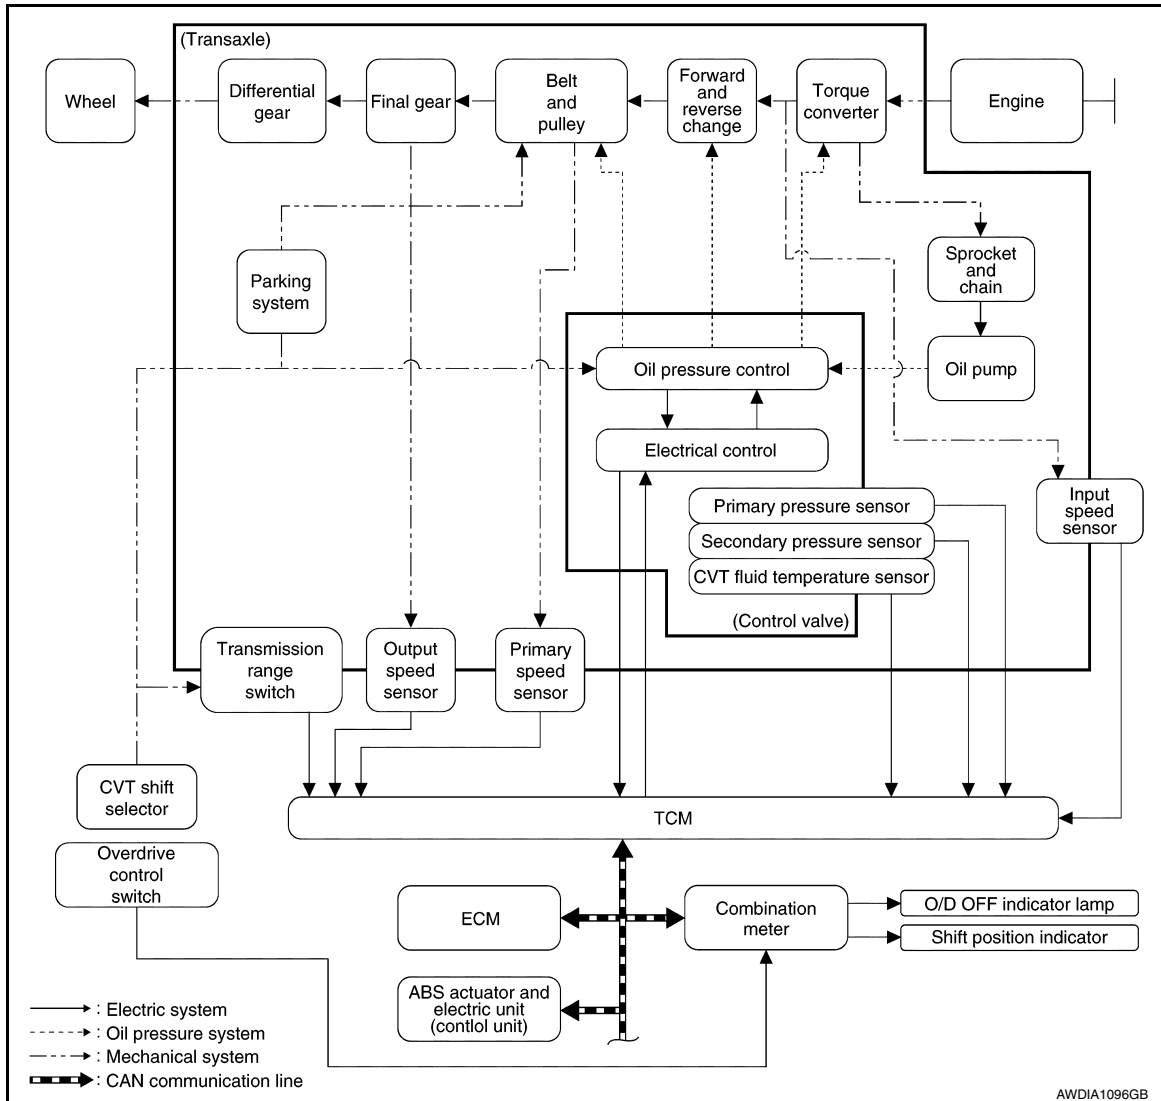 (Transaxle)
Wheel
Differential
gear
Final gear
Belt
and
pulley
Forward
and
reverse
change
Torque
converter
Engine
Parking
system
Sprocket
and
chain
Oil pressure control
Oil pump
Electrical control
Primary pressure sensor
Secondary pressure sensor
CVT fluid temperature sensor
(Control valve)
Input
speed
sensor
Transmission
range
switch
Output
speed
sensor
Primary
speed
sensor
CVT shift
selector
TCM
Overdrive
control
switch
ECM
Combination
meter
O/D OFF indicator lamp
Shift position indicator
ABS actuator and
electric unit
(contlol unit)
: Electric system
: Oil pressure system
: Mechanical system
: CAN communication line
AWDIA1096GB